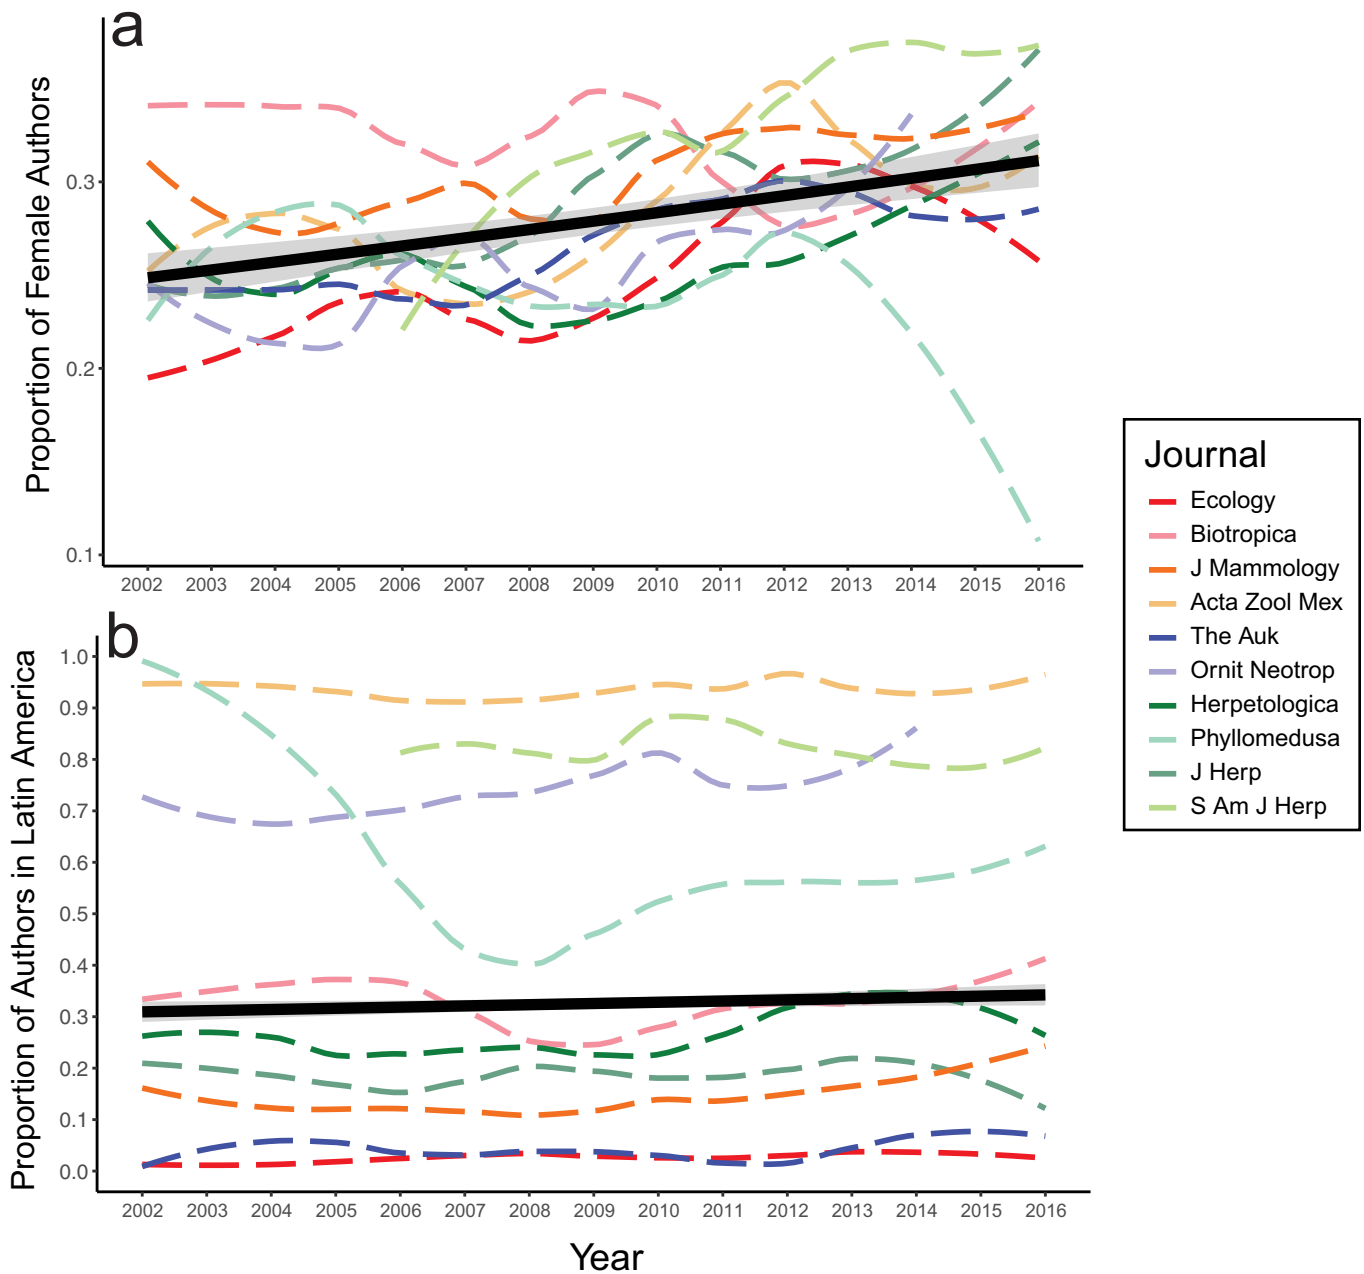 a
Proportion of Female Authors
0.3
0.2
0.1
2002 2003 2004 2005 2006 2007 2008 2009 2010 2011 2012 2013 2014 2015 2016
b
Proportion of Authors in Latin America
1.0
0.9
0.8
0.7
0.6
0.5
0.4
0.3
0.2
0.1
0.0
2002 2003 2004 2005 2006 2007 2008 2009 2010 2011 2012 2013 2014 2015 2016
Year
Journal
Ecology
Biotropica
J Mammology
Acta Zool Mex
The Auk
Ornit Neotrop
Herpetologica
Phyllomedusa
J Herp
S Am J Herp